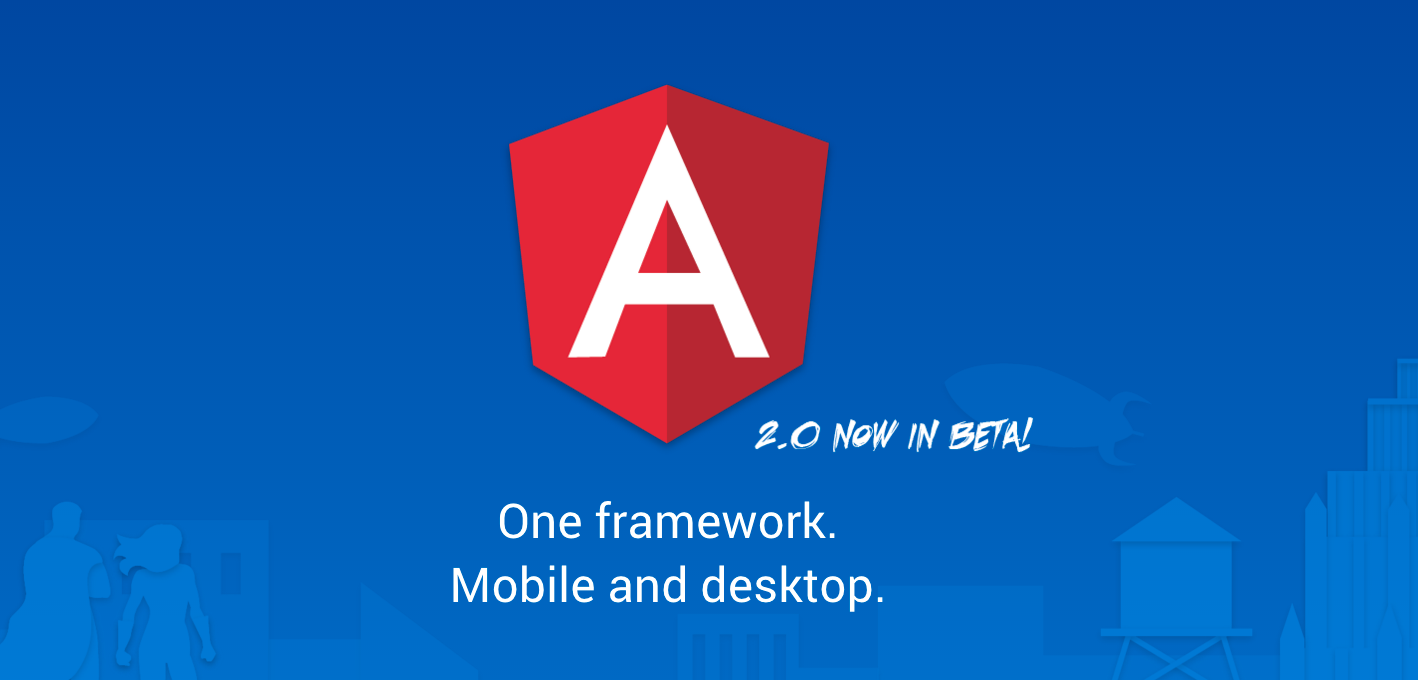 A
2.0 NOW IN BETA!
One framework.
Mobile and desktop.